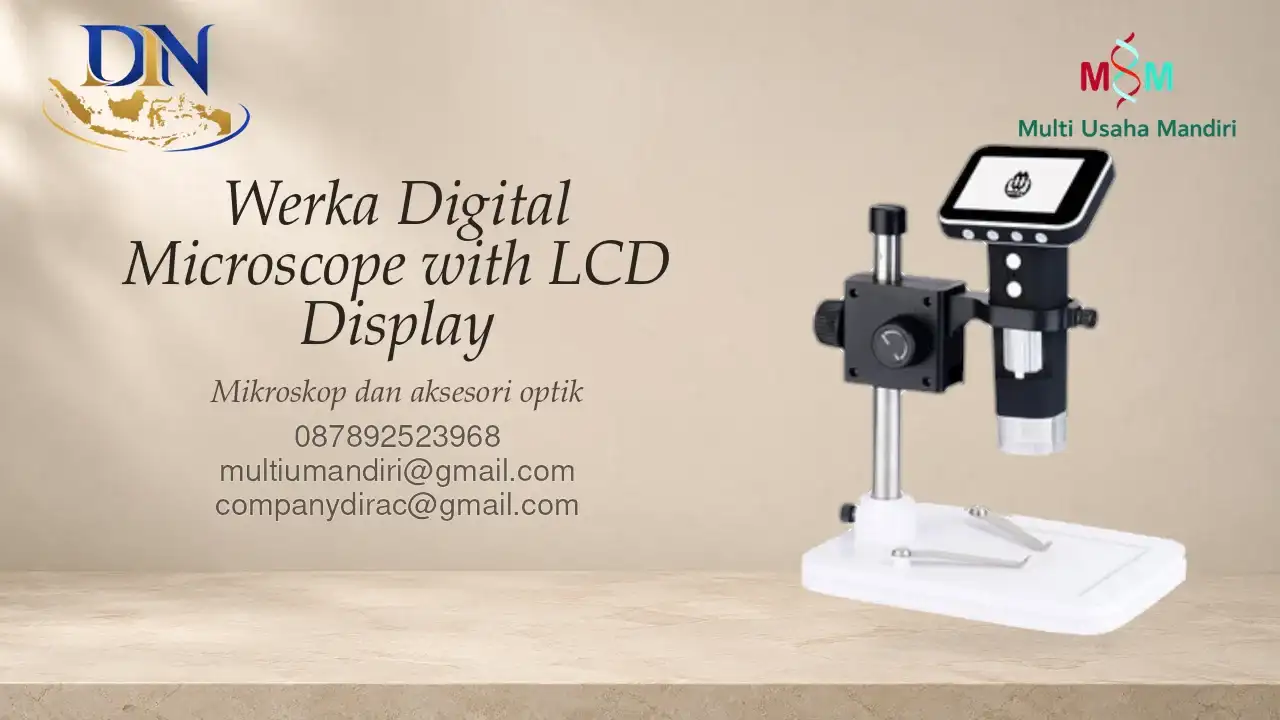 DIN
MSM
Multi Usaha Mandiri
Werka Digital
Microscope with LCD
Display
Mikroskop dan aksesori optik
087892523968
multiumandiri@gmail.com
companydirac@gmail.com